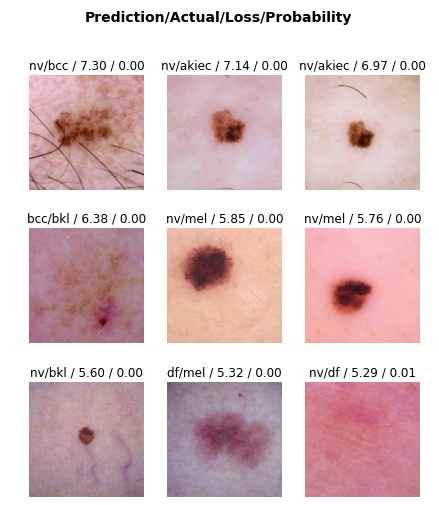 Prediction/Actual/Loss/Probability
nv/bcc / 7.30 / 0.00
nv/akiec / 7.14 / 0.00
nv/akiec / 6.97 / 0.00
bcc/bkl / 6.38 / 0.00
nv/mel / 5.85 / 0.00
nv/mel / 5.76 / 0.00
nv/bkl / 5.60 / 0.00
df/mel / 5.32 / 0.00
nv/df / 5.29 / 0.01